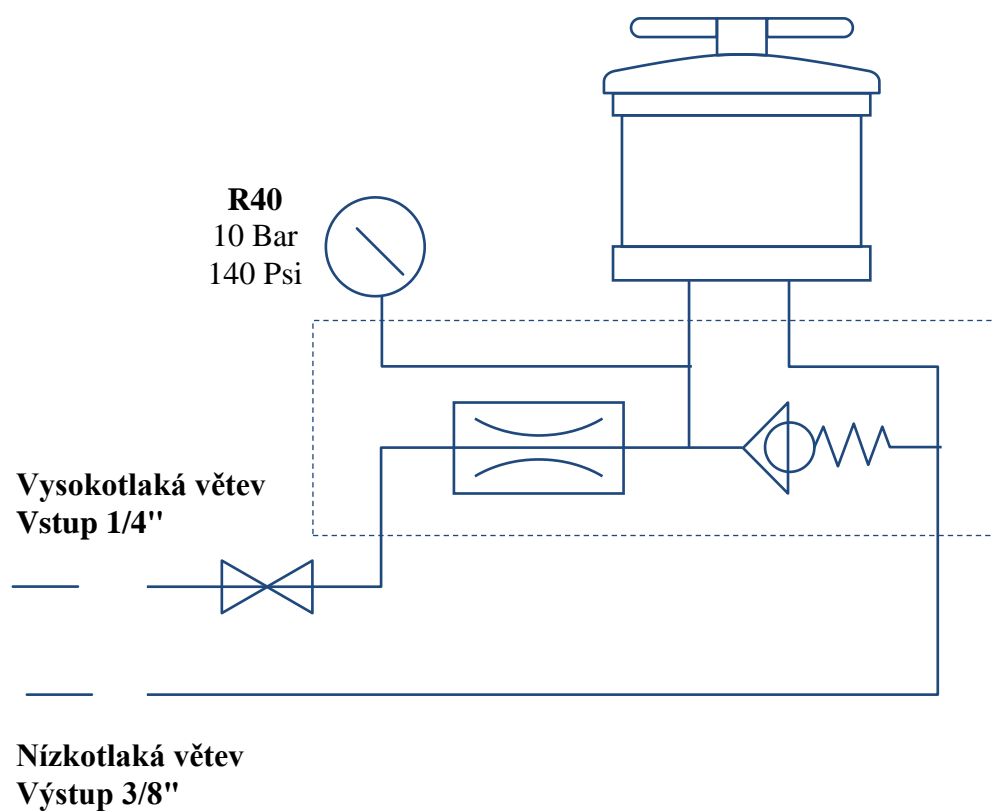 R40
10 Bar
140 Psi
Vysokotlaká větev
Vstup 1/4"
Nízkotlaká větev
Výstup 3/8"